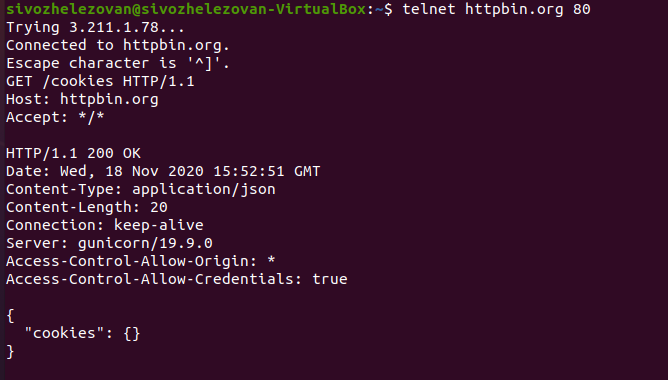 sivozhelezovan@sivozhelezovan-VirtualBox:~$ telnet httpbin.org 80
Trying 3.211.1.78...
Connected to httpbin.org.
Escape character is '^]'.
GET /cookies HTTP/1.1
Host: httpbin.org
Accept: */*

HTTP/1.1 200 OK
Date: Wed, 18 Nov 2020 15:52:51 GMT
Content-Type: application/json
Content-Length: 20
Connection: keep-alive
Server: gunicorn/19.9.0
Access-Control-Allow-Origin: *
Access-Control-Allow-Credentials: true

{
  "cookies": {}
}